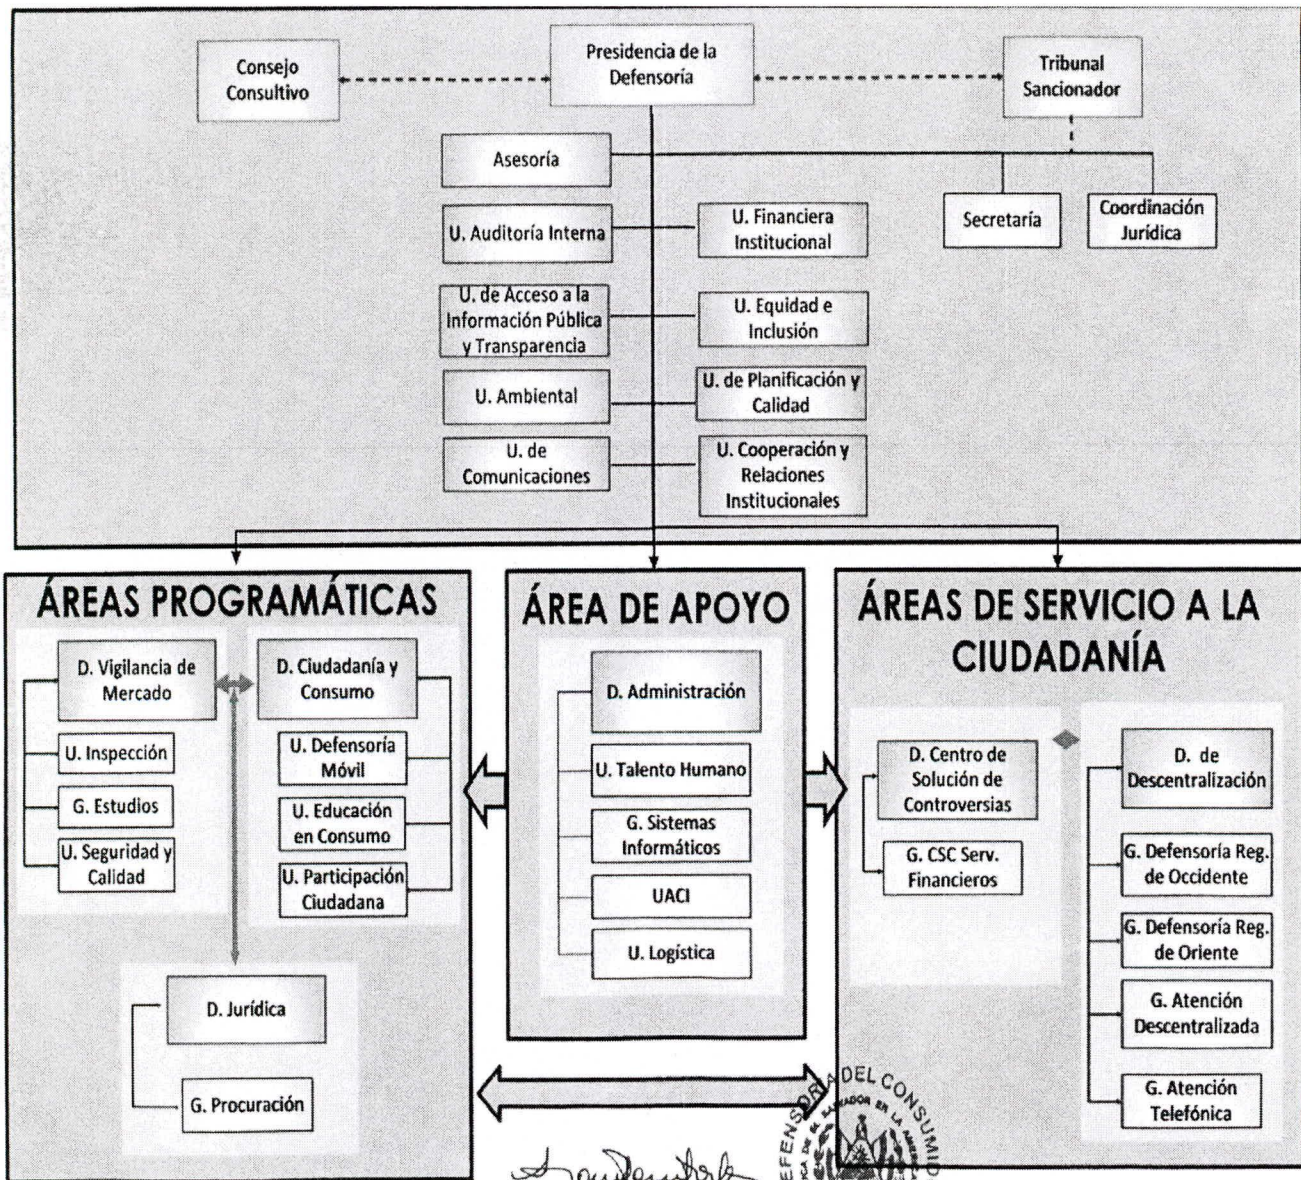 Consejo
Consultivo
Presidencia de la
Defensoría
Tribunal
Sancionador
Asesoría
Secretaría
Coordinación
Jurídica
U. Auditoría Interna
U. Financiera
Institucional
U. de Acceso a la
Información Pública
y Transparencia
U. Equidad e
Inclusión
U. Ambiental
U. de Planificación y
Calidad
U. de
Comunicaciones
U. Cooperación y
Relaciones
Institucionales
ÁREAS PROGRAMÁTICAS
D. Vigilancia de
Mercado
U. Inspección
G. Estudios
U. Seguridad y
Calidad
D. Ciudadanía y
Consumo
U. Defensoría
Móvil
U. Educación
en Consumo
U. Participación
Ciudadana
D. Jurídica
G. Procuración
ÁREA DE APOYO
D. Administración
U. Talento Humano
G. Sistemas
Informáticos
UACI
U. Logística
ÁREAS DE SERVICIO A LA
CIUDADANÍA
D. Centro de
Solución de
Controversias
G. CSC Serv.
Financieros
D. de
Descentralización
G. Defensoría Reg.
de Occidente
G. Defensoría Reg.
de Oriente
G. Atención
Descentralizada
G. Atención
Telefónica
DEL